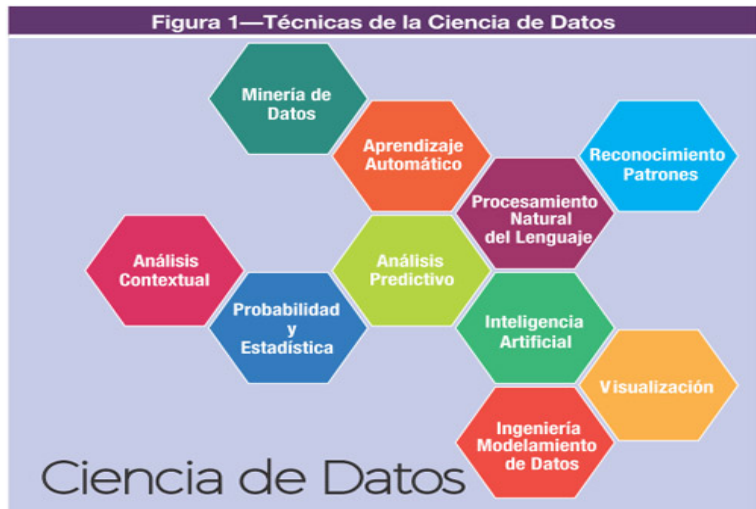 Figura 1—Técnicas de la Ciencia de Datos
Minería de
Datos
Aprendizaje
Automático
Reconocimiento
Patrones
Procesamiento
Natural
del Lenguaje
Análisis
Contextual
Análisis
Predictivo
Probabilidad
y
Estadística
Inteligencia
Artificial
Visualización
Ingeniería
Modelamiento
de Datos
Ciencia de Datos